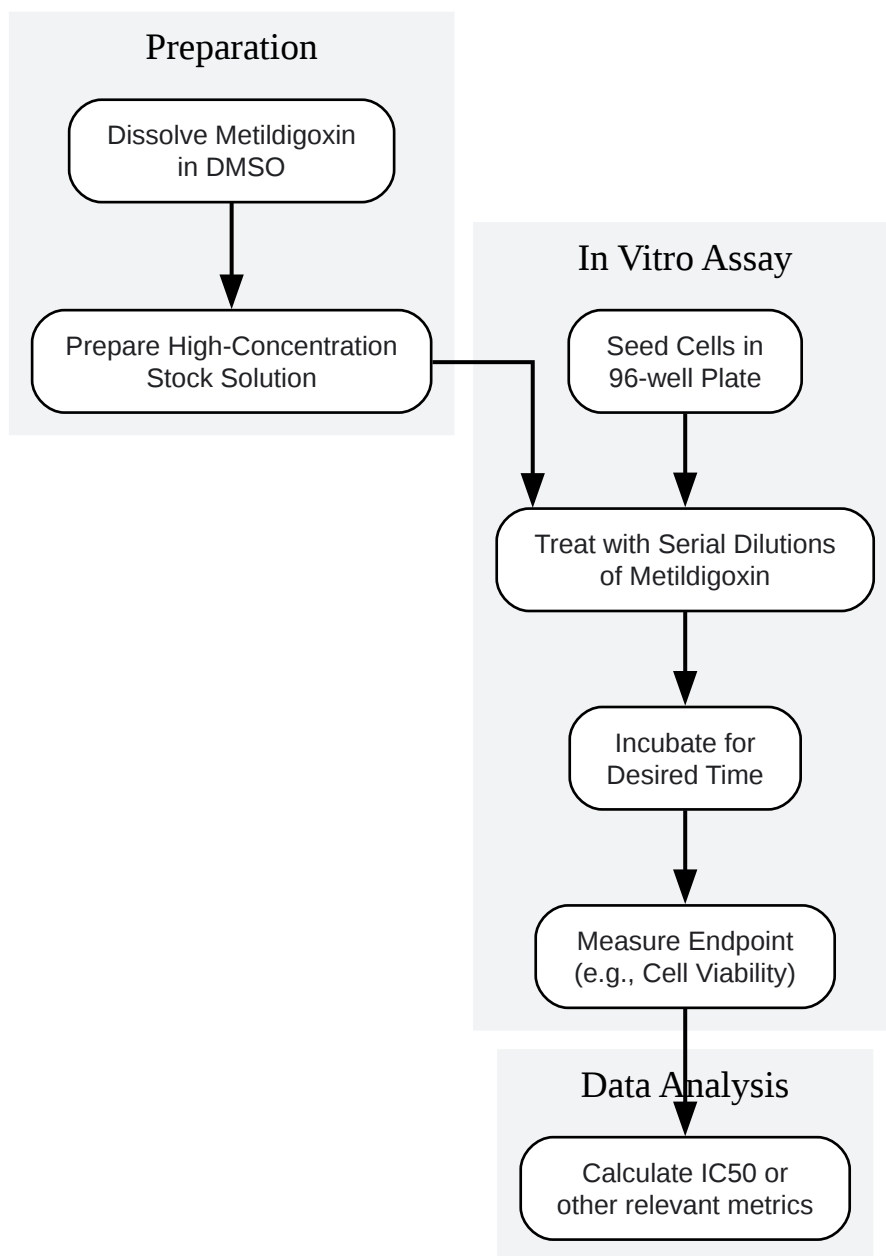 Preparation
Dissolve Metildigoxin
in DMSO
Prepare High-Concentration
Stock Solution
In Vitro Assay
Seed Cells in
96-well Plate
Treat with Serial Dilutions
of Metildigoxin
Incubate for
Desired Time
Measure Endpoint
(e.g., Cell Viability)
Data Analysis
Calculate IC50 or
other relevant metrics